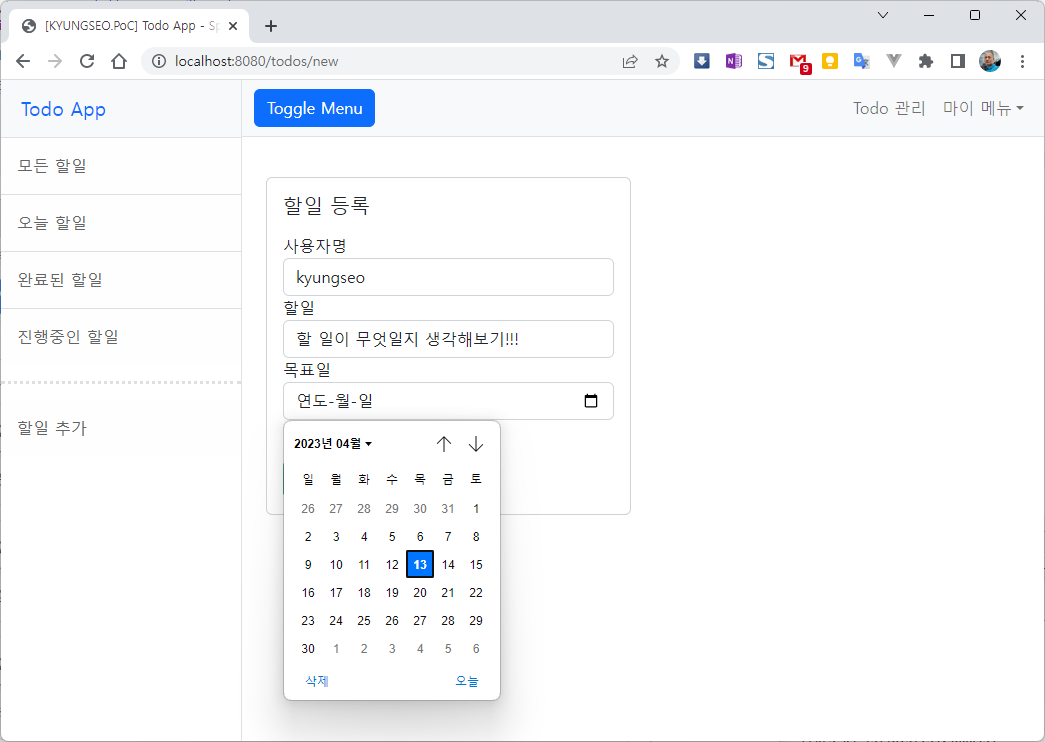 [KYUNGSEO.PoC] Todo App - Sp
localhost:8080/todos/new
9
Todo App
Toggle Menu
Todo 관리
마이 메뉴
모든 할일
오늘 할일
완료된 할일
진행중인 할일
할일 추가
할일 등록
사용자명
kyungseo
할일
할 일이 무엇일지 생각해보기!!!
목표일
연도-월-일
2023년 04월
일 월 화 수 목 금 토
26 27 28 29 30 31 1
2 3 4 5 6 7 8
9 10 11 12 13 14 15
16 17 18 19 20 21 22
23 24 25 26 27 28 29
30 1 2 3 4 5 6
삭제 오늘